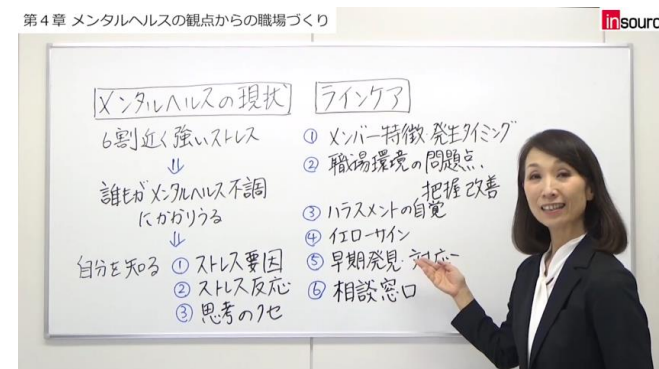 第4章 メンタルヘルスの観点からの職場づくり
insourc
メンタルヘルスの現状
6割近く強いストレス
⇓
誰もがメンタルヘルス不調
にかかりうる
⇓
自分を知る ① ストレス要因
② ストレス反応
③ 思考のクセ
ラインケア
① メンバー特徴・発生タイミング
② 職場環境の問題点、
把握改善
③ ハラスメントの自覚
④ イエローサイン
⑤ 早期発見・対応
⑥ 相談窓口